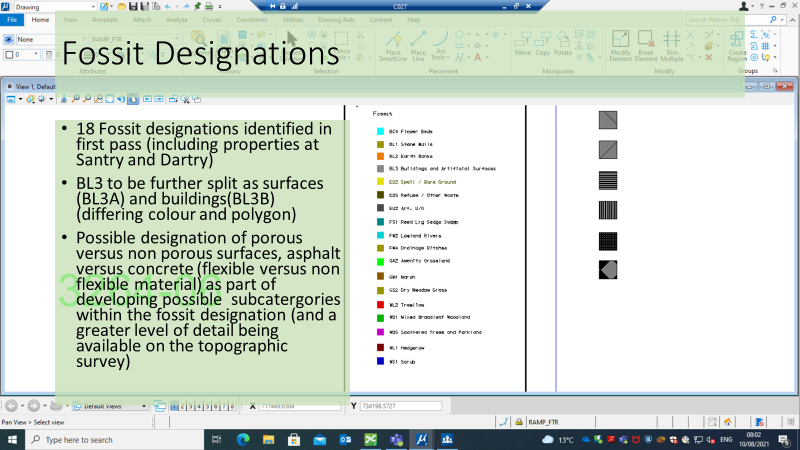 Drawing
C027
File
Home
View
Annotate
Attach
Analyze
Curves
Constraints
Utilities
Drawing Aids
Content
Help
Search Ribbon (F4)
None
RAMP_FTR
0
Attributes
Primary
Selection
Place SmartLine
Place Line
Arc Tools
Placement
Move
Copy
Rotate
Manipulate
Modify Element
Break Element
Trim Multiple
Modify
Create Region
Groups
Fossit Designations
View 1, Default
• 18 Fossit designations identified in
first pass (including properties at
Santry and Dartry)
• BL3 to be further split as surfaces
(BL3A) and buildings(BL3B)
(differing colour and polygon)
• Possible designation of porous
versus non porous surfaces, asphalt
versus concrete (flexible versus non
flexible material) as part of
developing possible subcatergories
within the fossit designation (and a
greater level of detail being
available on the topographic
survey)
Fossit
BC4 Flower Beds
BL1 Stone Walls
BL2 Earth Banks
BL3 Buildings and Artificial Surfaces
ED2 Spoil / Bare Ground
ED5 Refuse / Other Waste
FS1 Reed Lrg Sedge Swamp
FW2 Lowland Rivers
FW4 Drainage Ditches
GA2 Amenity Grassland
GM1 Marsh
GS2 Dry Meadow Grass
WL2 Treeline
WD1 Mixed Broadleaf Woodland
WD5 Scattered Trees and Parkland
WL1 Hedgerow
WS1 Scrub
Default Views
1 2 3 4 5 6 7 8
X
Y
734198.5727
Pan View > Select view
RAMP_FTR
Type here to search
13°C
ENG
08:02
10/08/2021